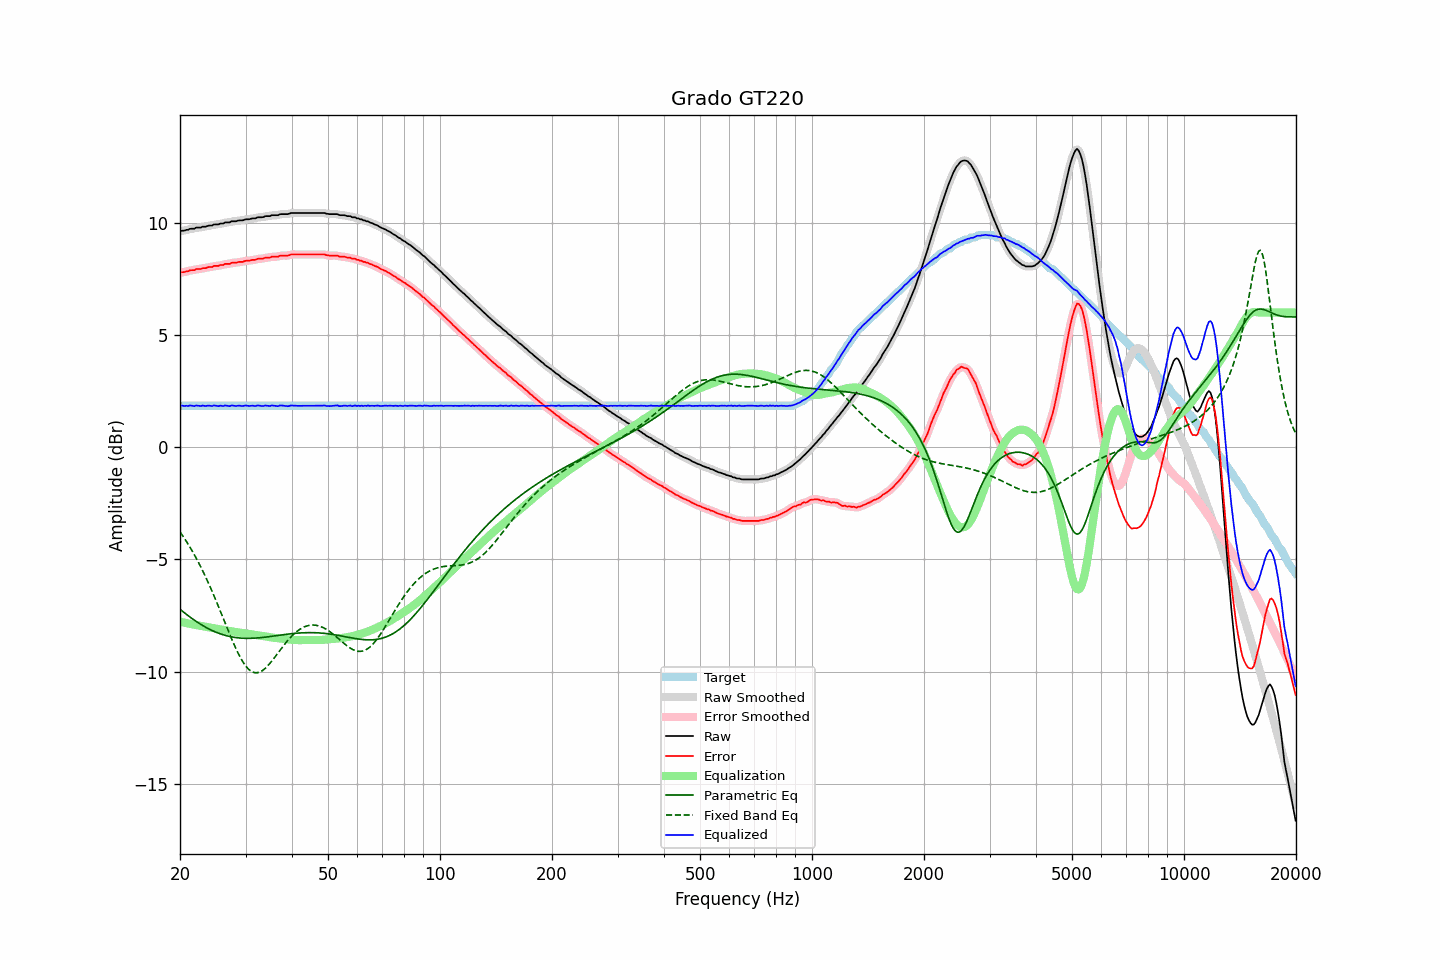 Grado GT220
Amplitude (dBr)
10
5
0
−5
−10
−15
Target
Raw Smoothed
Error Smoothed
Raw
Error
Equalization
Parametric Eq
Fixed Band Eq
Equalized
20 50 100 200 500 1000 2000 5000 10000 20000
Frequency (Hz)